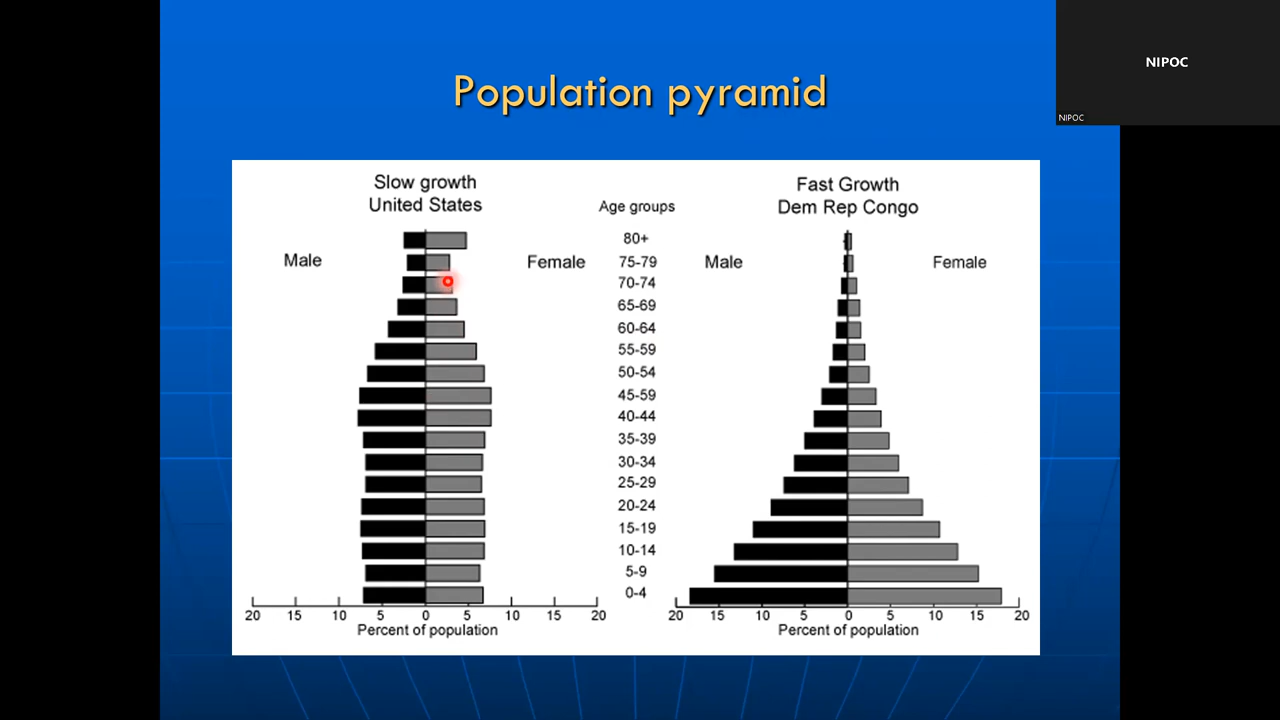 NIPOC
NIPOC
Population pyramid
Slow growth
United States
Age groups
Fast Growth
Dem Rep Congo
Male
Female
Male
Female
80+
75-79
70-74
65-69
60-64
55-59
50-54
45-59
40-44
35-39
30-34
25-29
20-24
15-19
10-14
5-9
0-4
20 15 10 5 0 5 10 15 20
Percent of population
20 15 10 5 0 5 10 15 20
Percent of population